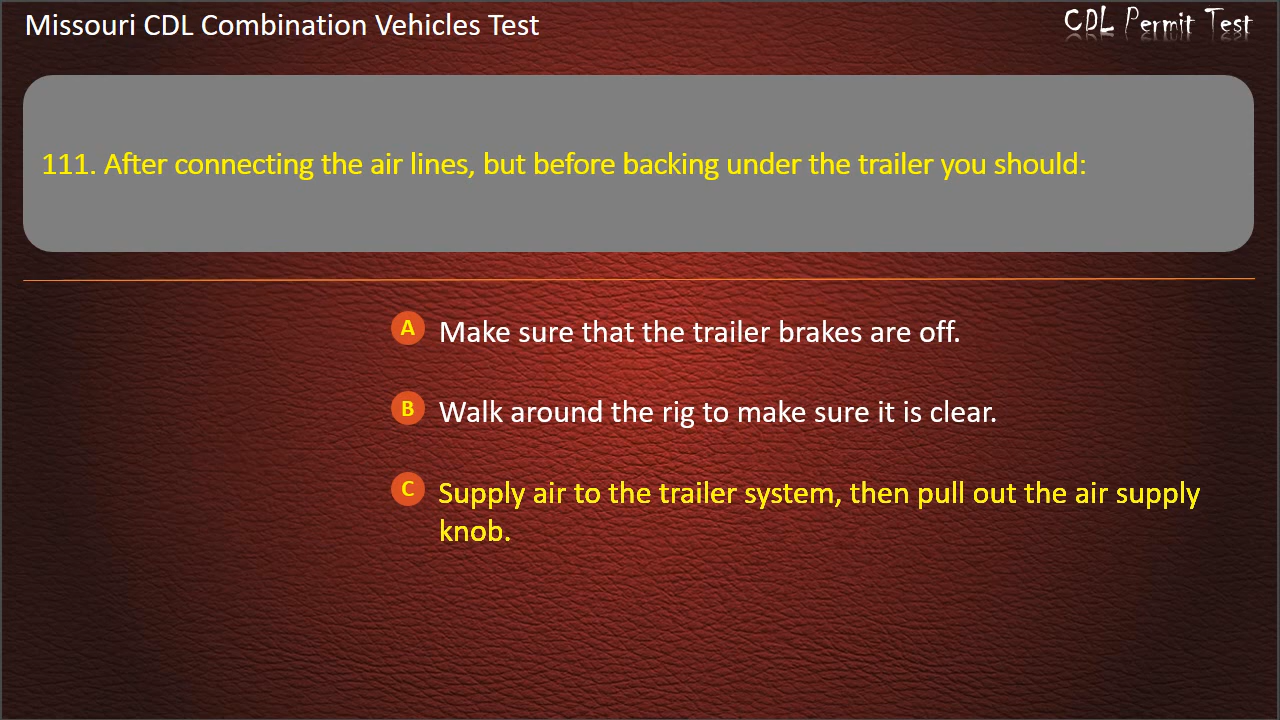 Missouri CDL Combination Vehicles Test
CDL Permit Test
111. After connecting the air lines, but before backing under the trailer you should:
A Make sure that the trailer brakes are off.
B Walk around the rig to make sure it is clear.
C Supply air to the trailer system, then pull out the air supply
knob.